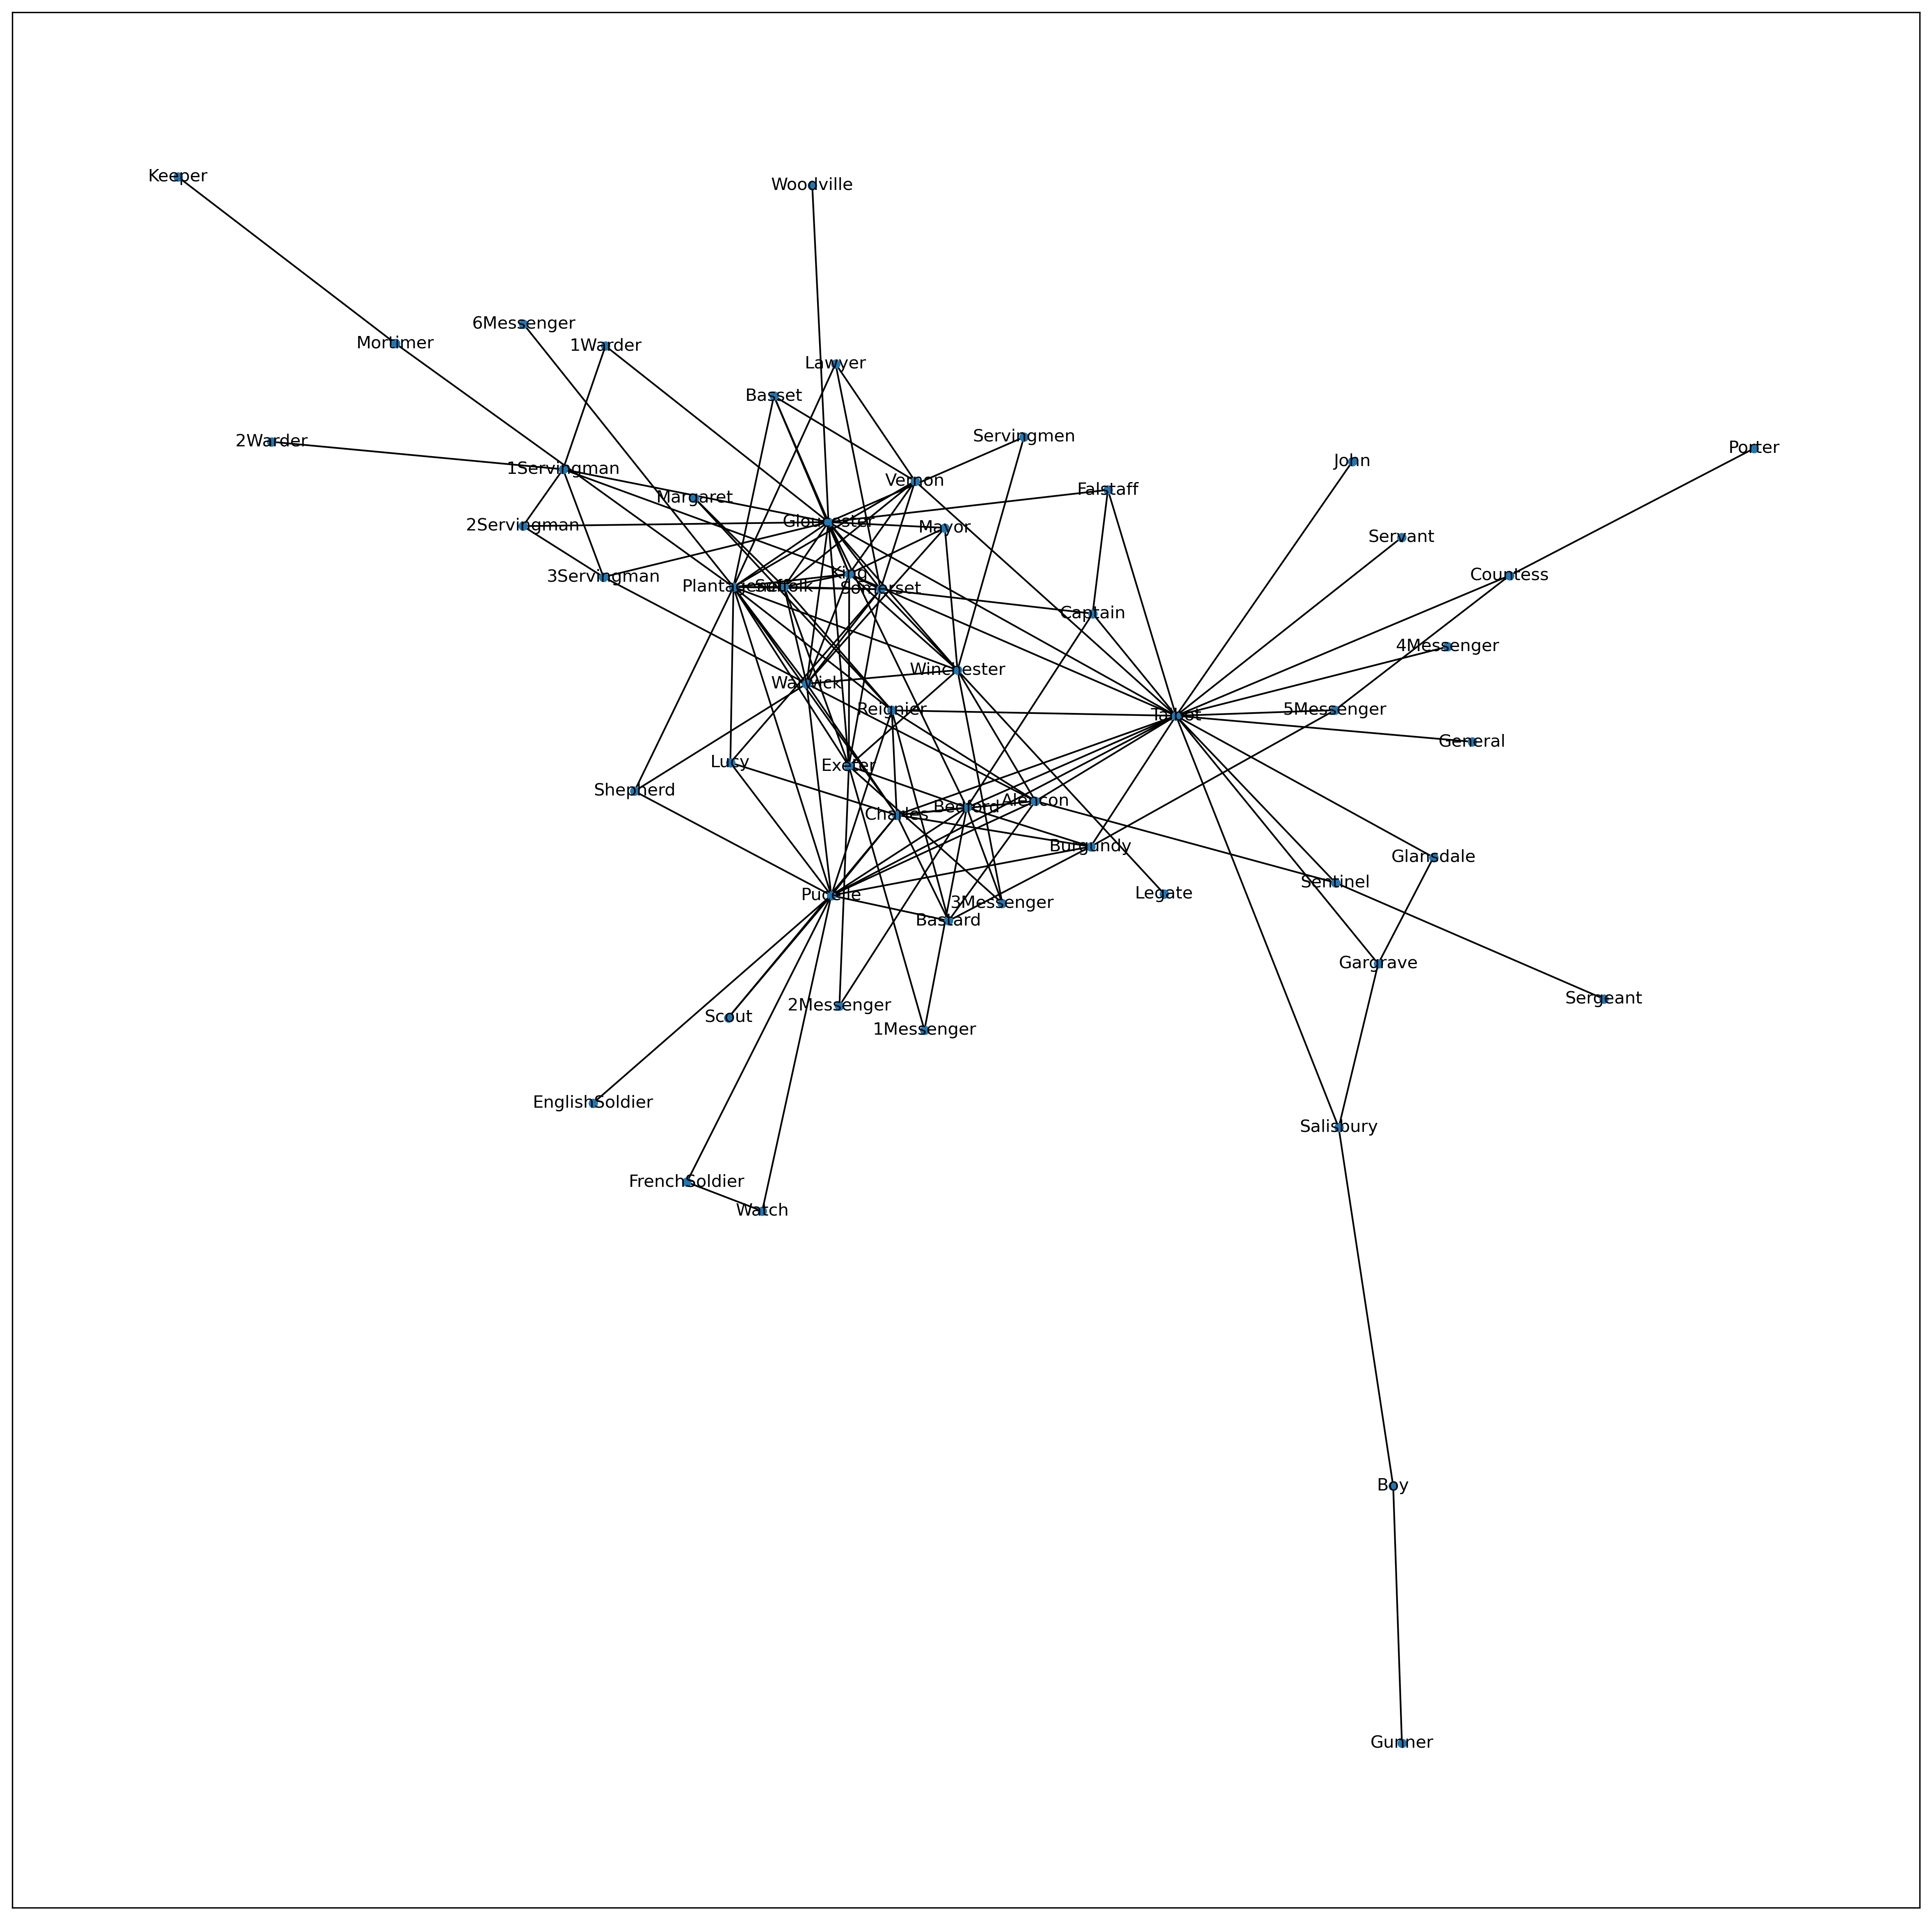 Keeper
Woodville
6Messenger
Mortimer
1Warder
Lawyer
Basset
2Warder
Servingmen
Porter
John
1Servingman
Vernon
Falstaff
Margaret
Gloucester
2Servingman
Mayor
Servant
King
3Servingman
Countess
Plantagenet
Suffolk
Somerset
Captain
4Messenger
Winchester
Warwick
Reignier
5Messenger
Talbot
General
Lucy
Exeter
Shepherd
Alencon
Bedford
Charles
Burgundy
Glansdale
Sentinel
Pucelle
Legate
3Messenger
Bastard
Gargrave
Sergeant
2Messenger
Scout
1Messenger
EnglishSoldier
Salisbury
FrenchSoldier
Watch
Boy
Gunner